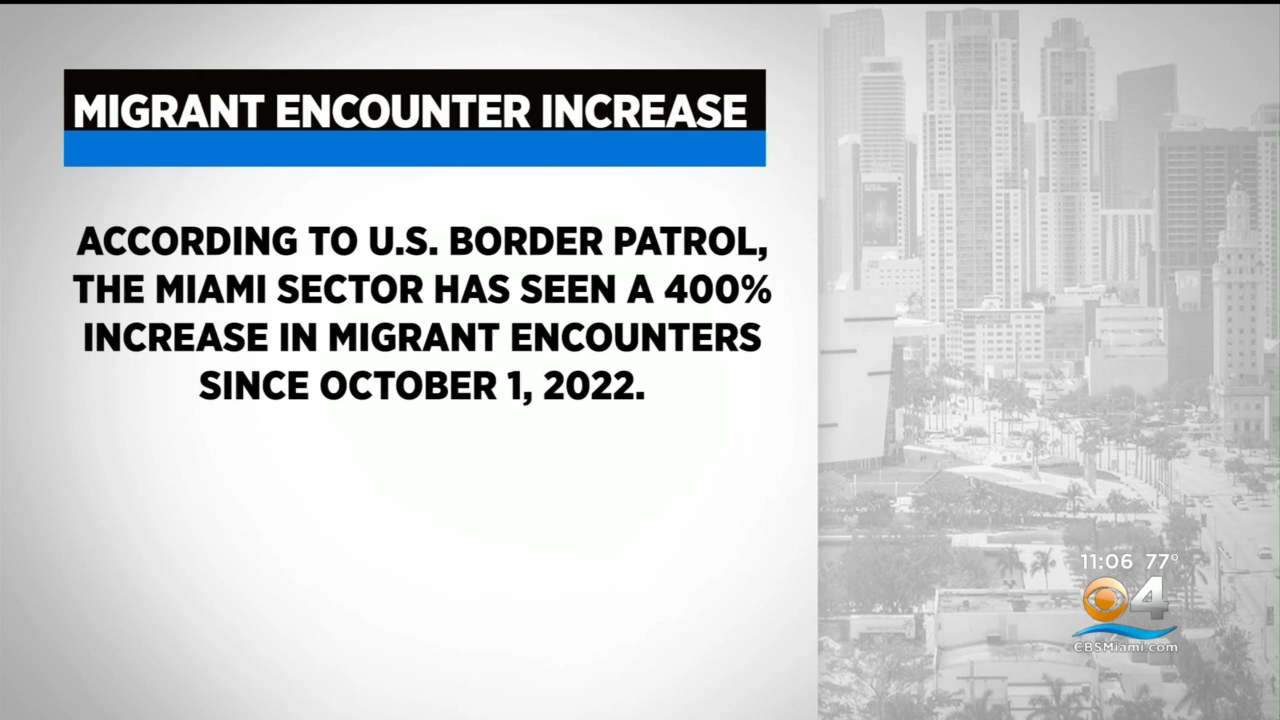 MIGRANT ENCOUNTER INCREASE
ACCORDING TO U.S. BORDER PATROL,
THE MIAMI SECTOR HAS SEEN A 400%
INCREASE IN MIGRANT ENCOUNTERS
SINCE OCTOBER 1, 2022.
11:06 77°
4
CBSMiami.com